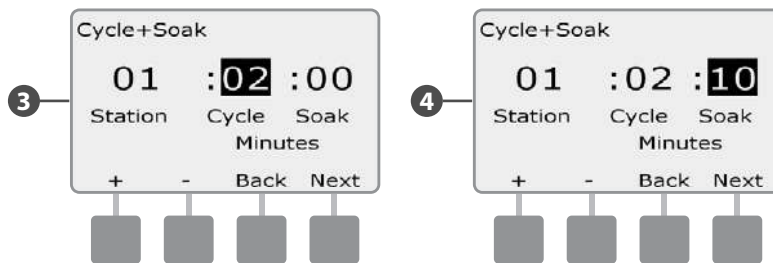 Cycle+Soak
01 :02 :00
Station Cycle Soak
Minutes
+ - Back Next
3
Cycle+Soak
01 :02 :10
Station Cycle Soak
Minutes
+ - Back Next
4